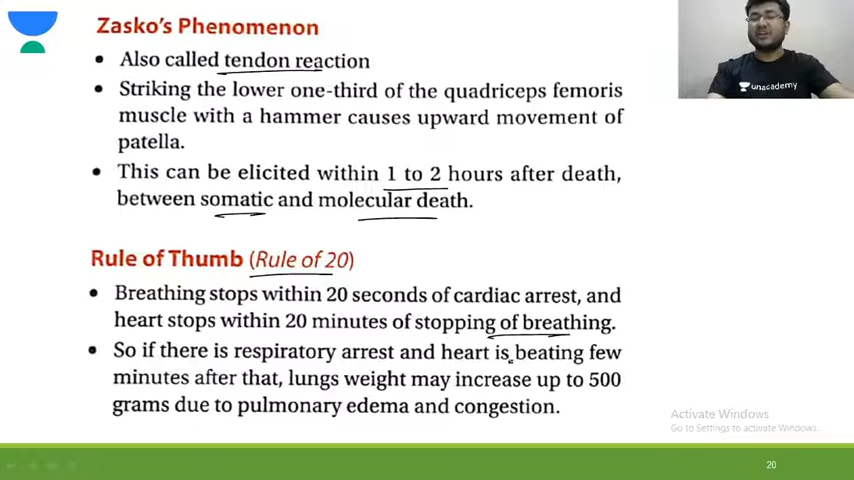 Zasko's Phenomenon
• Also called tendon reaction
• Striking the lower one-third of the quadriceps femoris
muscle with a hammer causes upward movement of
patella.
• This can be elicited within 1 to 2 hours after death,
between somatic and molecular death.
Rule of Thumb (Rule of 20)
• Breathing stops within 20 seconds of cardiac arrest, and
heart stops within 20 minutes of stopping of breathing.
• So if there is respiratory arrest and heart is beating few
minutes after that, lungs weight may increase up to 500
grams due to pulmonary edema and congestion.
unacademy
Activate Windows
Go to Settings to activate Windows.
20